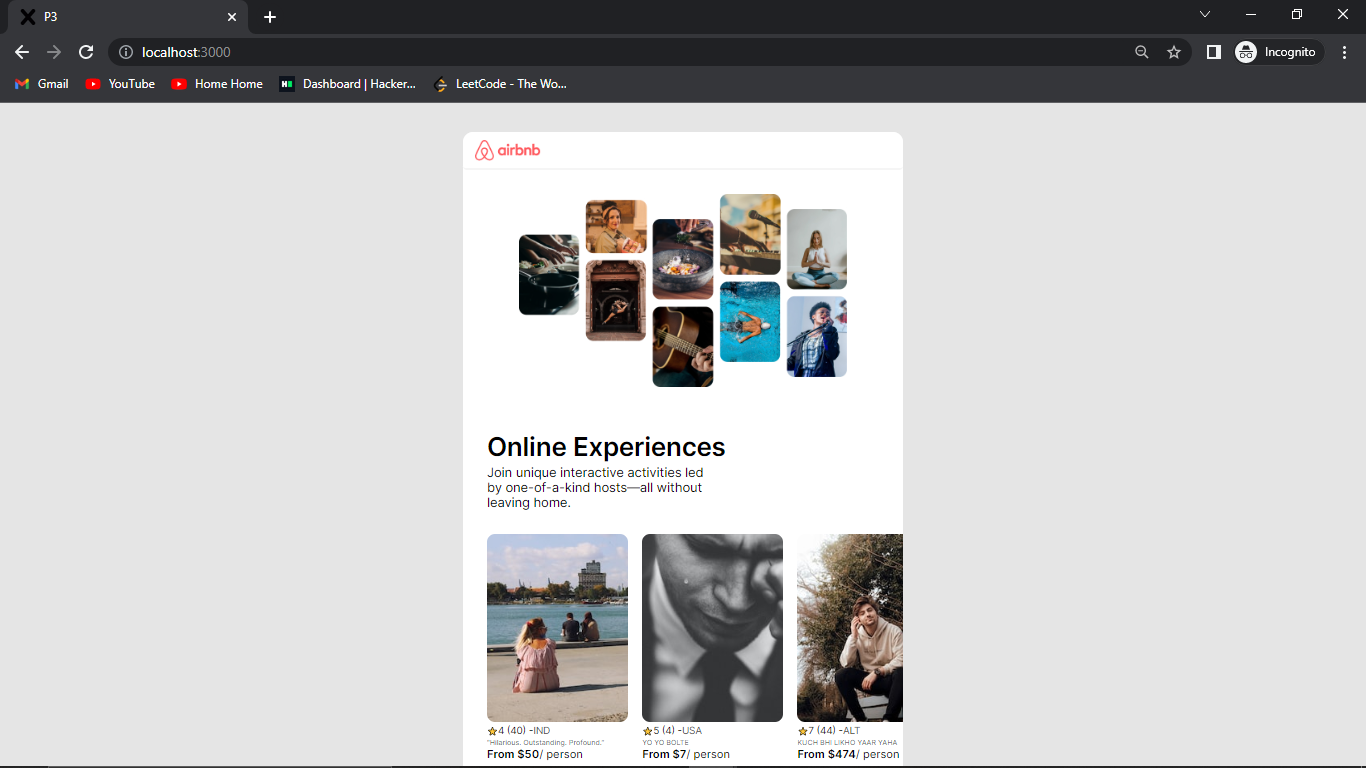 P3
localhost:3000
Incognito
Gmail
YouTube
Home Home
Dashboard | Hacker...
LeetCode - The Wo...
airbnb
Online Experiences
Join unique interactive activities led
by one-of-a-kind hosts—all without
leaving home.
4 (40) -IND
"Hilarious. Outstanding. Profound."
From $50/ person
5 (4) -USA
YO YO BOLTE
From $7/ person
7 (44) -ALT
KUCH BHI LIKHO YAAR YAHA
From $474/ person